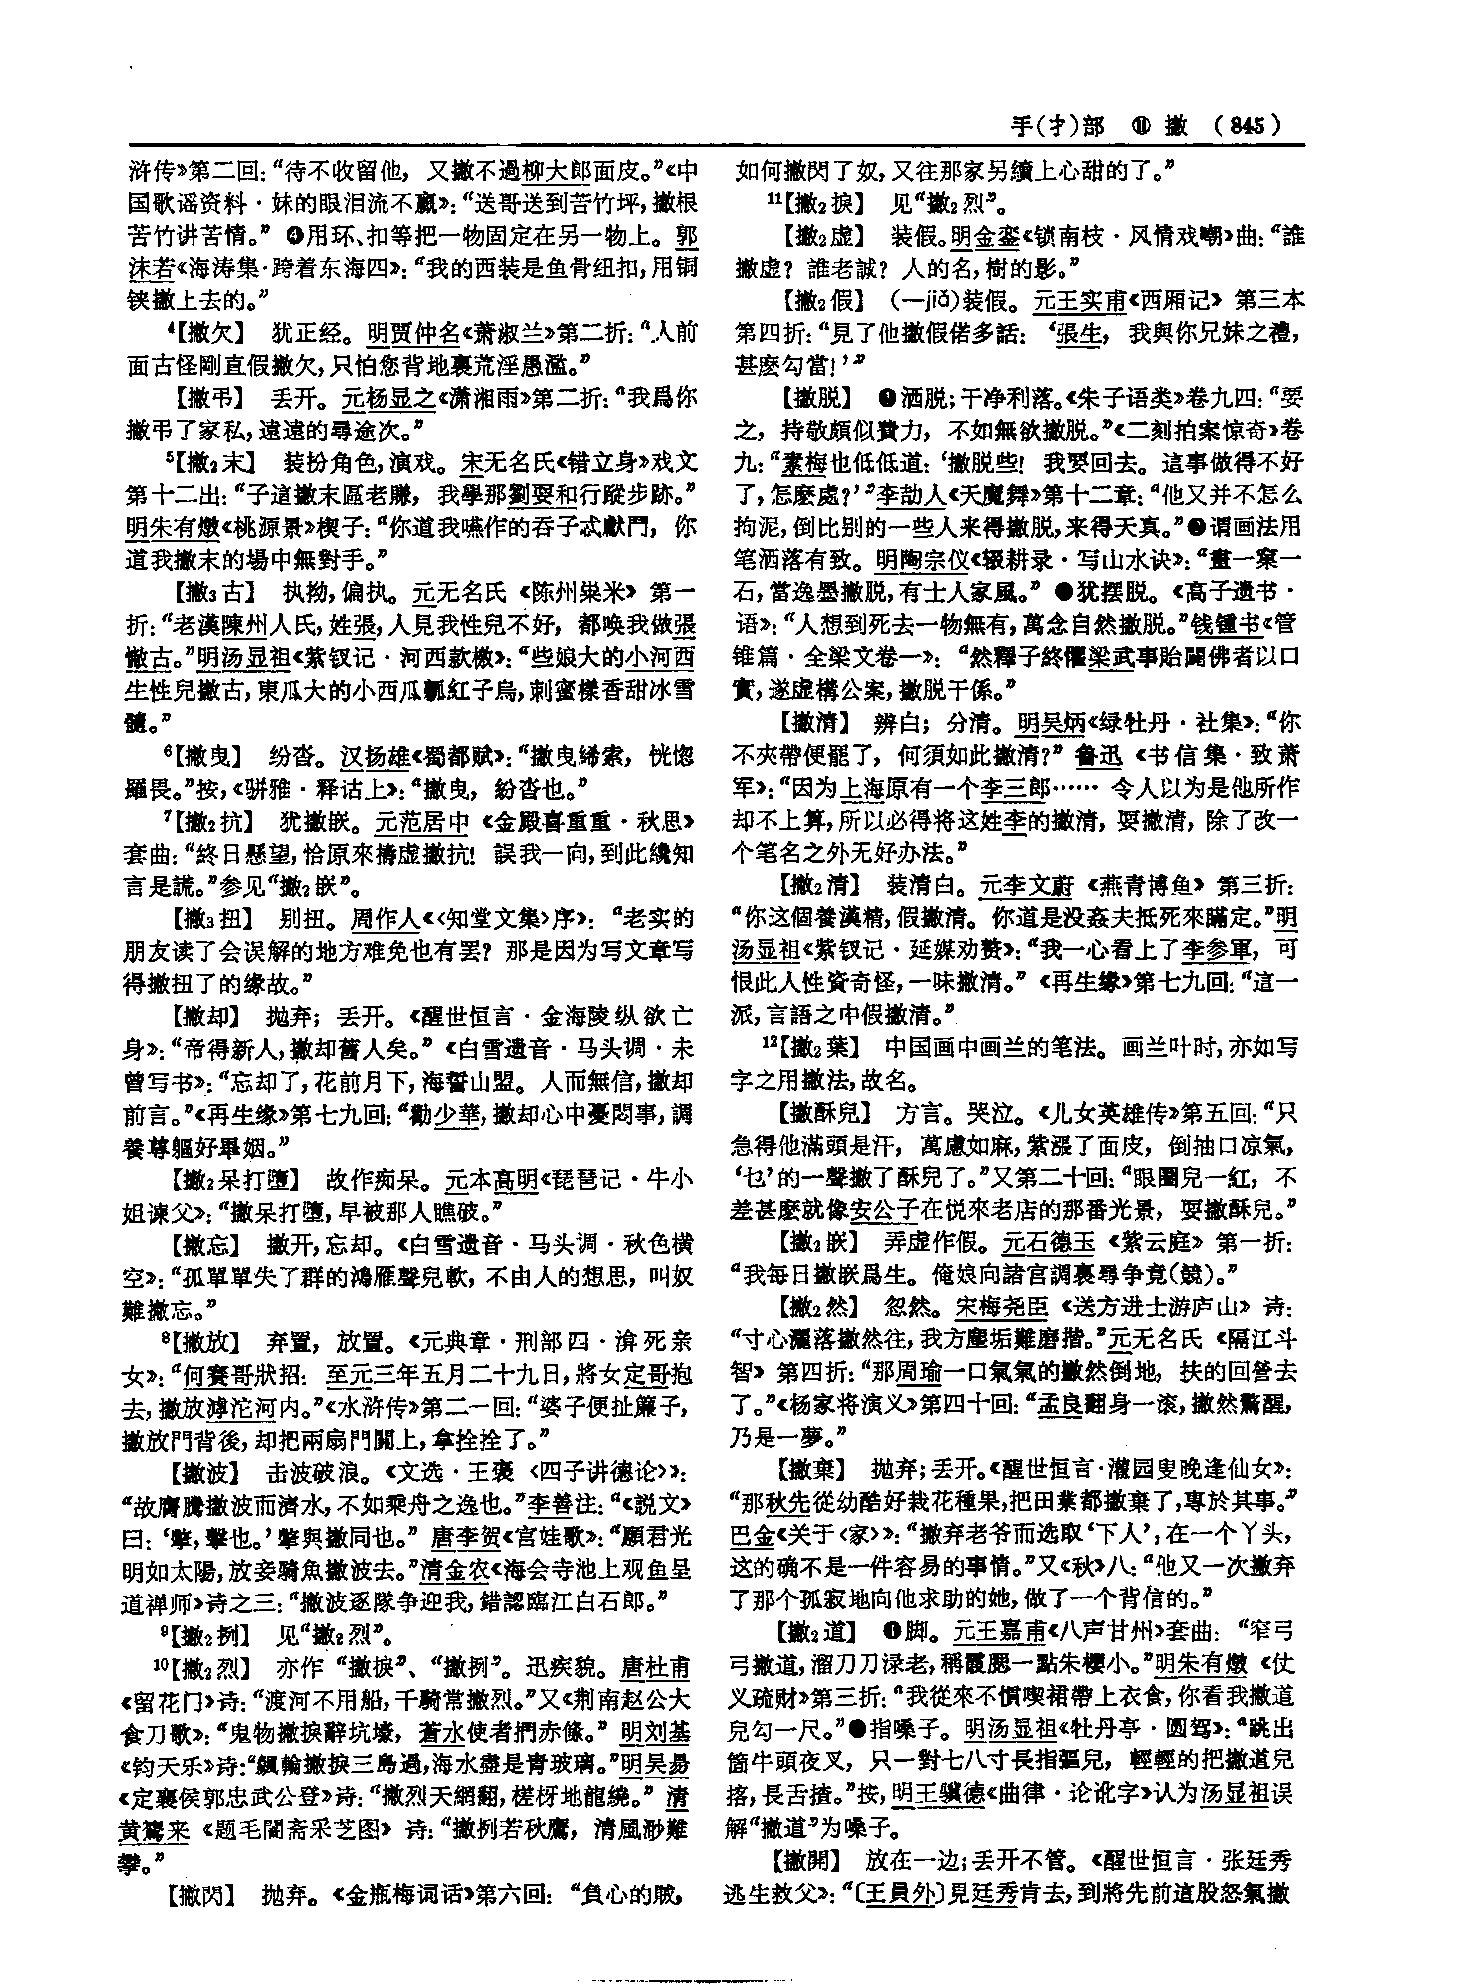 手(扌)部 ⑪ 撇 (845)
浒传》第二回：“待不收留他，又撇不過柳大郎面皮。”《中
国歌谣资料·妹的眼泪流不赢》：“送哥送到苦竹坪，撇根
苦竹讲苦情。” ❹用环、扣等把一物固定在另一物上。郭
沫若《海涛集·跨着东海四》：“我的西装是鱼骨纽扣，用铜
铗撇上去的。”
4【撇欠】 犹正经。明贾仲名《萧淑兰》第二折：“人前
面古怪剛直假撇欠，只怕您背地裏荒淫愚濫。”
【撇弔】 丢开。元杨显之《潇湘雨》第二折：“我爲你
撇弔了家私，遠遠的尋途次。”
5【撇2末】 装扮角色，演戏。宋无名氏《错立身》戏文
第十二出：“子這撇末區老賺，我學那劉耍和行蹤步跡。”
明朱有燉《桃源景》楔子：“你道我嚥作的吞子忒獻鬥，你
道我撇末的場中無對手。”
【撇3古】 执拗，偏执。元无名氏《陈州粜米》第一
折：“老漢陳州人氏，姓張，人見我性兒不好，都唤我做張
㦛古。”明汤显祖《紫钗记·河西款檄》：“些娘大的小河西
生性兒撇古，東瓜大的小西瓜瓤紅子烏，刺蜜樣香甜冰雪
髓。”
6【撇曳】 纷沓。汉扬雄《蜀都赋》：“撇曳絺索，恍惚
羅畏。”按，《骈雅·释诂上》：“撇曳，紛沓也。”
7【撇2抗】 犹撇嵌。元范居中《金殿喜重重·秋思》
套曲：“終日懸望，恰原來擣虚撇抗！誤我一向，到此纔知
言是謊。”参见“撇2嵌”。
【撇3扭】 别扭。周作人《〈知堂文集〉序》：“老实的
朋友读了会误解的地方难免也有罢？那是因为写文章写
得撇扭了的缘故。”
【撇却】 抛弃；丢开。《醒世恒言·金海陵纵欲亡
身》：“帝得新人，撇却舊人矣。”《白雪遗音·马头调·未
曾写书》：“忘却了，花前月下，海誓山盟。人而無信，撇却
前言。”《再生缘》第七九回：“勸少華，撇却心中憂悶事，調
養尊軀好畢姻。”
【撇2呆打墮】 故作痴呆。元本高明《琵琶记·牛小
姐谏父》：“撇呆打墮，早被那人瞧破。”
【撇忘】 撇开，忘却。《白雪遗音·马头调·秋色横
空》：“孤單單失了群的鴻雁聲兒軟，不由人的想思，叫奴
難撇忘。”
8【撇放】 弃置，放置。《元典章·刑部四·渰死亲
女》：“何賽哥狀招：至元三年五月二十九日，將女定哥抱
去，撇放滹沱河内。”《水浒传》第二一回：“婆子便扯簾子，
撇放門背後，却把兩扇門關上，拿拴拴了。”
【撇波】 击波破浪。《文选·王褒〈四子讲德论〉》：
“故膺騰撇波而濟水，不如乘舟之逸也。”李善注：“《説文》
曰：‘擎，擊也。’擎與撇同也。”唐李贺《宫娃歌》：“願君光
明如太陽，放妾騎魚撇波去。”清金农《海会寺池上观鱼呈
道禅师》诗之三：“撇波逐隊争迎我，錯認臨江白石郎。”
9【撇2挒】 见“撇2烈”。
10【撇2烈】 亦作“撇捩”、“撇挒”。迅疾貌。唐杜甫
《留花门》诗：“渡河不用船，千騎常撇烈。”又《荆南赵公大
食刀歌》：“鬼物撇捩辭坑壕，蒼水使者捫赤絛。”明刘基
《钧天乐》诗：“飆輪撇捩三島過，海水盡是青玻璃。”明吴易
《定襄侯郭忠武公登》诗：“撇烈天網翻，槎枒地龍繞。”清
黄鷟来《题毛闇斋采芝图》诗：“撇挒若秋鷹，清風渺難
攀。”
【撇閃】 抛弃。《金瓶梅词话》第六回：“負心的賊，
如何撇閃了奴，又往那家另續上心甜的了。”
11【撇2捩】 见“撇2烈”。
【撇2虚】 装假。明金銮《锁南枝·风情戏嘲》曲：“誰
撇虚？誰老誠？人的名，樹的影。”
【撇2假】 （—jiǎ）装假。元王实甫《西厢记》第三本
第四折：“見了他撇假偌多話：‘張生，我與你兄妹之禮，
甚麽勾當！’”
【撇脱】 ❶洒脱；干净利落。《朱子语类》卷九四：“要
之，持敬頗似費力，不如無欲撇脱。”《二刻拍案惊奇》卷
九：“素梅也低低道：‘撇脱些！我要回去。這事做得不好
了，怎麽處？’”李劼人《天魔舞》第十二章：“他又并不怎么
拘泥，倒比别的一些人来得撇脱，来得天真。”❷谓画法用
笔洒落有致。明陶宗仪《辍耕录·写山水诀》：“畫一窠一
石，當逸墨撇脱，有士人家風。” ❸犹摆脱。《高子遗书·
语》：“人想到死去一物無有，萬念自然撇脱。”钱锺书《管
锥篇·全梁文卷一》：“然釋子終懼梁武事貽闢佛者以口
實，遂虚構公案，撇脱干係。”
【撇清】 辨白；分清。明吴炳《绿牡丹·社集》：“你
不夾帶便罷了，何須如此撇清？”鲁迅《书信集·致萧
军》：“因为上海原有一个李三郎…… 令人以为是他所作
却不上算，所以必得将这姓李的撇清，要撇清，除了改一
个笔名之外无好办法。”
【撇2清】 装清白。元李文蔚《燕青博鱼》第三折：
“你这個養漢精，假撇清。你道是没姦夫抵死來瞞定。”明
汤显祖《紫钗记·延媒劝赘》：“我一心看上了李参軍，可
恨此人性資奇怪，一味撇清。”《再生缘》第七九回：“這一
派，言語之中假撇清。”
12【撇2葉】 中国画中画兰的笔法。画兰叶时，亦如写
字之用撇法，故名。
【撇酥兒】 方言。哭泣。《儿女英雄传》第五回：“只
急得他滿頭是汗，萬慮如麻，紫漲了面皮，倒抽口凉氣，
‘乜’的一聲撇了酥兒了。”又第二十回：“眼圈兒一紅，不
差甚麽就像安公子在悦來老店的那番光景，要撇酥兒。”
【撇2嵌】 弄虚作假。元石德玉《紫云庭》第一折：
“我每日撇嵌爲生。俺娘向諸宫調裏尋争竟(競)。”
【撇2然】 忽然。宋梅尧臣《送方进士游庐山》诗：
“寸心灑落撇然往，我方塵垢難磨揩。”元无名氏《隔江斗
智》第四折：“那周瑜一口氣氣的撇然倒地，扶的回營去
了。”《杨家将演义》第四十回：“孟良翻身一滚，撇然驚醒，
乃是一夢。”
【撇棄】 抛弃；丢开。《醒世恒言·灌园叟晚逢仙女》：
“那秋先從幼酷好栽花種果，把田業都撇棄了，專於其事。”
巴金《关于〈家〉》：“撇弃老爷而选取‘下人’，在一个丫头，
这的确不是一件容易的事情。”又《秋》八：“他又一次撇弃
了那个孤寂地向他求助的她，做了一个背信的。”
【撇2道】 ❶脚。元王嘉甫《八声甘州》套曲：“窄弓
弓撇道，溜刀刀渌老，稱霞腮一點朱櫻小。”明朱有燉《仗
义疏财》第三折：“我從來不慣喫裙帶上衣食，你看我撇道
兒勾一尺。”❷指嗓子。明汤显祖《牡丹亭·圆驾》：“跳出
箇牛頭夜叉，只一對七八寸長指驅兒，輕輕的把撇道兒
掿，長舌揸。”按，明王骥德《曲律·论讹字》认为汤显祖误
解“撇道”为嗓子。
【撇開】 放在一边；丢开不管。《醒世恒言·张廷秀
逃生救父》：“〔王員外〕見廷秀肯去，到將先前這股怒氣撇